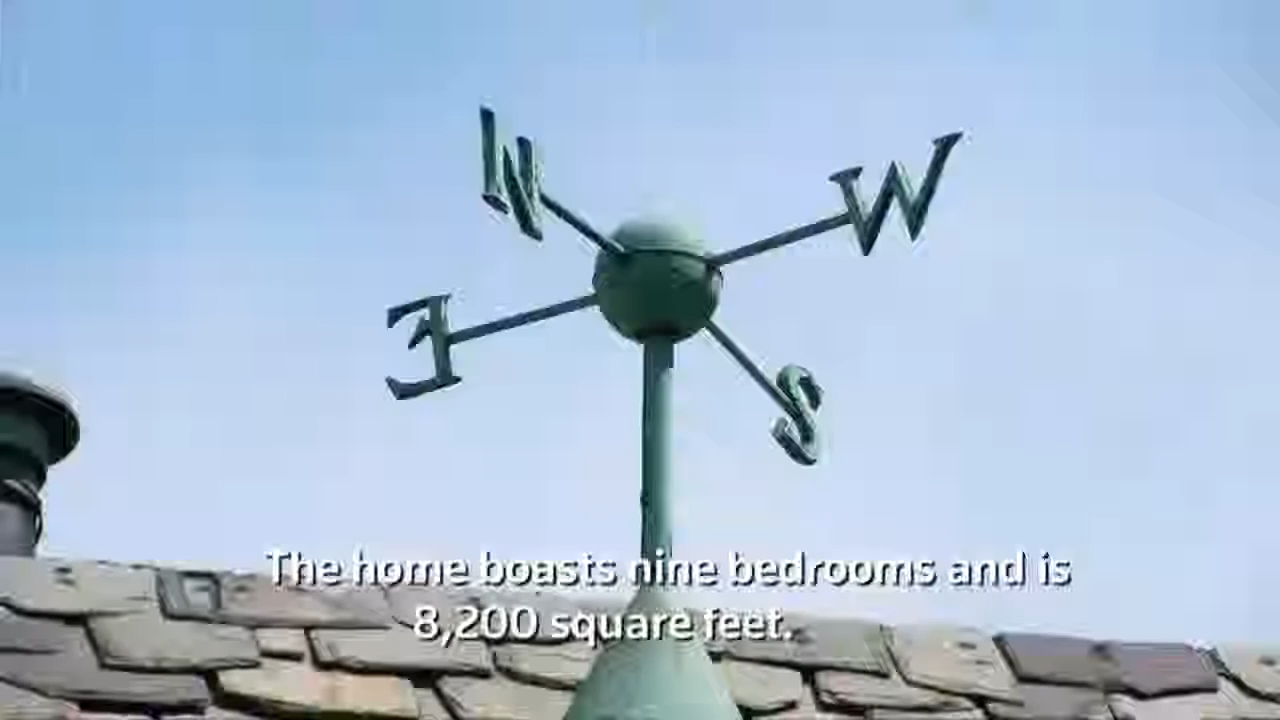 N
W
E
S
The home boasts nine bedrooms and is
8,200 square feet.